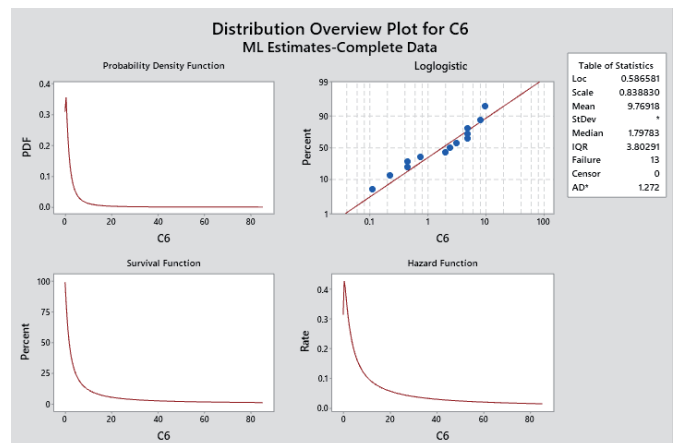 Distribution Overview Plot for C6
ML Estimates-Complete Data
Probability Density Function
0.4
0.3
0.2
0.1
0.0
PDF
0 20 40 60 80
C6
Loglogistic
99
90
50
10
1
Percent
0.1 1 10 100
C6
Table of Statistics
Loc 0.586581
Scale 0.838830
Mean 9.76918
StDev *
Median 1.79783
IQR 3.80291
Failure 13
Censor 0
AD* 1.272
Survival Function
100
75
50
25
0
Percent
0 20 40 60 80
C6
Hazard Function
0.4
0.3
0.2
0.1
0.0
Rate
0 20 40 60 80
C6